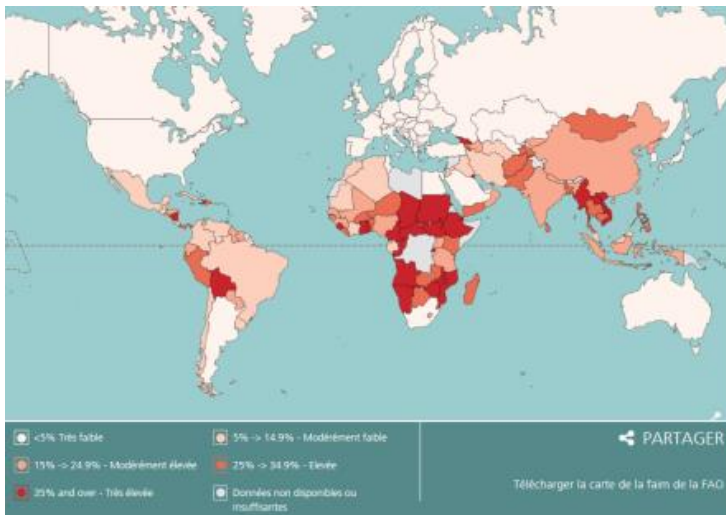 <5% Très faible
5% -> 14.9% - Modérément faible
15% -> 24.9% - Modérément élevée
25% -> 34.9% - Elevée
35% and over - Très élevée
Données non disponibles ou
insuffisantes
PARTAGER
Télécharger la carte de la faim de la FAO